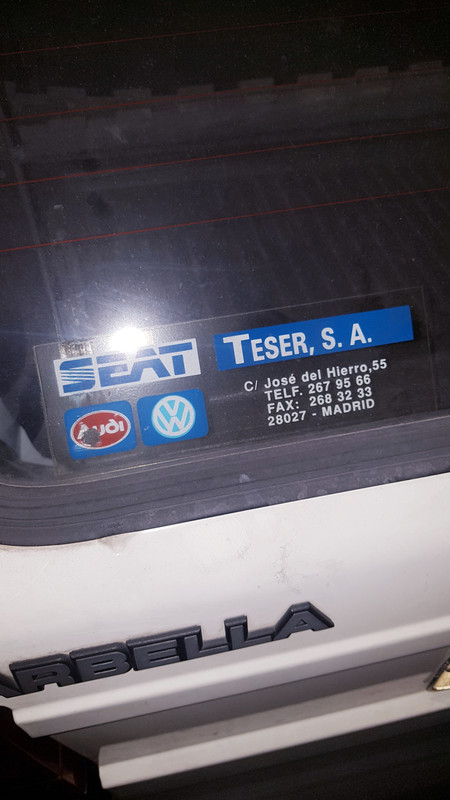 SEAT
TESER, S. A.
C/ José del Hierro,55
TELF. 267 95 66
FAX: 268 32 33
28027 - MADRID
Audi
VW
ARBELLA